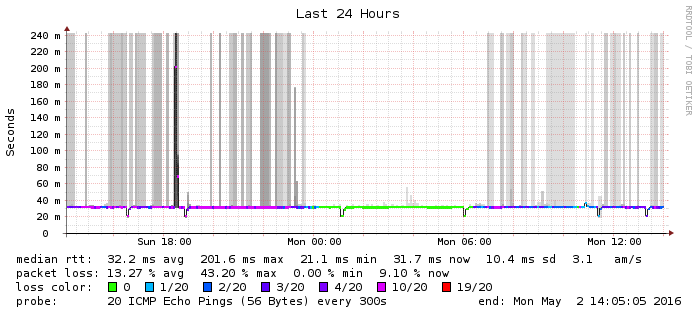 Last 24 Hours
RRDTOOL / TOBI OETIKER
Seconds
240 m
220 m
200 m
180 m
160 m
140 m
120 m
100 m
80 m
60 m
40 m
20 m
0
Sun 18:00 Mon 00:00 Mon 06:00 Mon 12:00
median rtt: 32.2 ms avg 201.6 ms max 21.1 ms min 31.7 ms now 10.4 ms sd 3.1 am/s
packet loss: 13.27 % avg 43.20 % max 0.00 % min 9.10 % now
loss color: 0 1/20 2/20 3/20 4/20 10/20 19/20
probe: 20 ICMP Echo Pings (56 Bytes) every 300s end: Mon May 2 14:05:05 2016